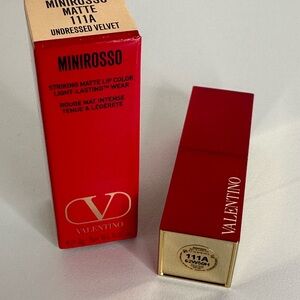 MINIROSSO
MATTE
111A
UNDRESSED VELVET
MINIROSSO
STRIKING MATTE LIP COLOR
LIGHT-LASTING™ WEAR
ROUGE MAT INTENSE
TENUE & LÉGÈRETÉ
V
VALENTINO
VALENTINO
111A
62W50H